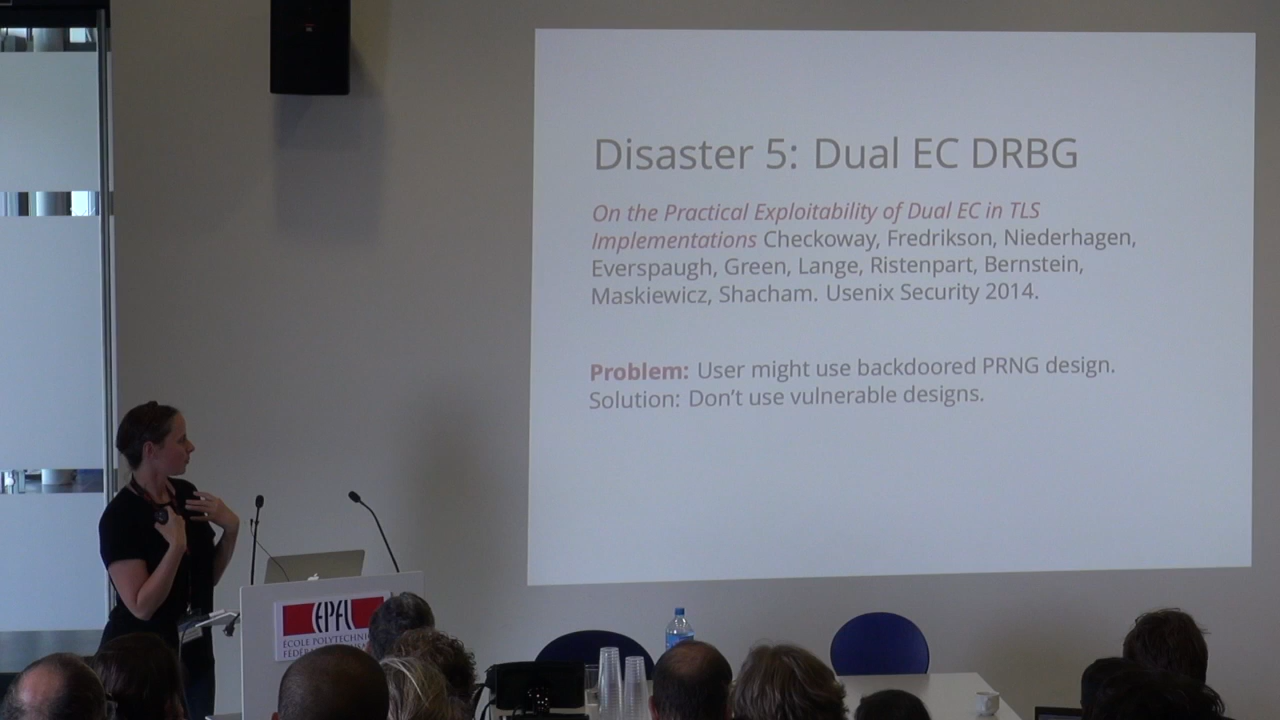 Disaster 5: Dual EC DRBG
On the Practical Exploitability of Dual EC in TLS
Implementations Checkoway, Fredrikson, Niederhagen,
Everspaugh, Green, Lange, Ristenpart, Bernstein,
Maskiewicz, Shacham. Usenix Security 2014.
Problem: User might use backdoored PRNG design.
Solution: Don't use vulnerable designs.
EPFL
ECOLE POLYTECHNI